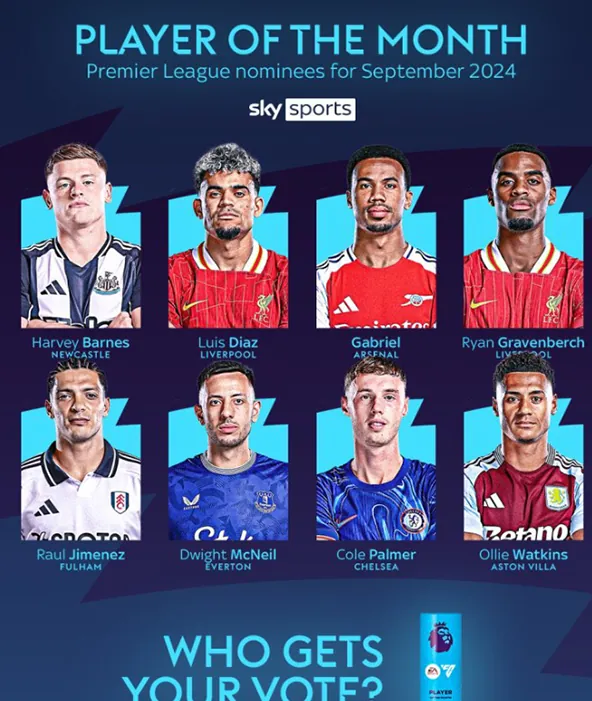 PLAYER OF THE MONTH
Premier League nominees for September 2024
sky sports
Harvey Barnes
NEWCASTLE
Luis Diaz
LIVERPOOL
Gabriel
ARSENAL
Ryan Gravenberch
LIVERPOOL
Raul Jimenez
FULHAM
Dwight McNeil
EVERTON
Cole Palmer
CHELSEA
Betano
Ollie Watkins
ASTON VILLA
WHO GETS
YOUR VOTE?
EA
PLAYER